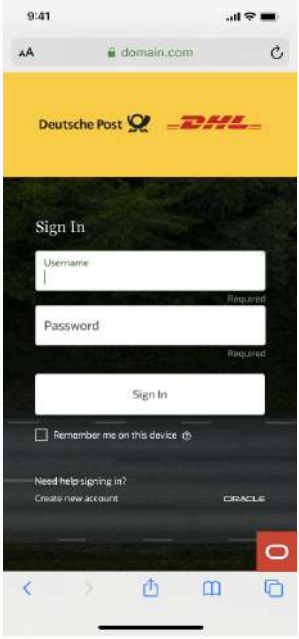 9:41
AA domain.com
Deutsche Post DHL
Sign In
Username
Required
Password
Required
Sign In
Remember me on this device
Need help signing in?
Create new account
ORACLE